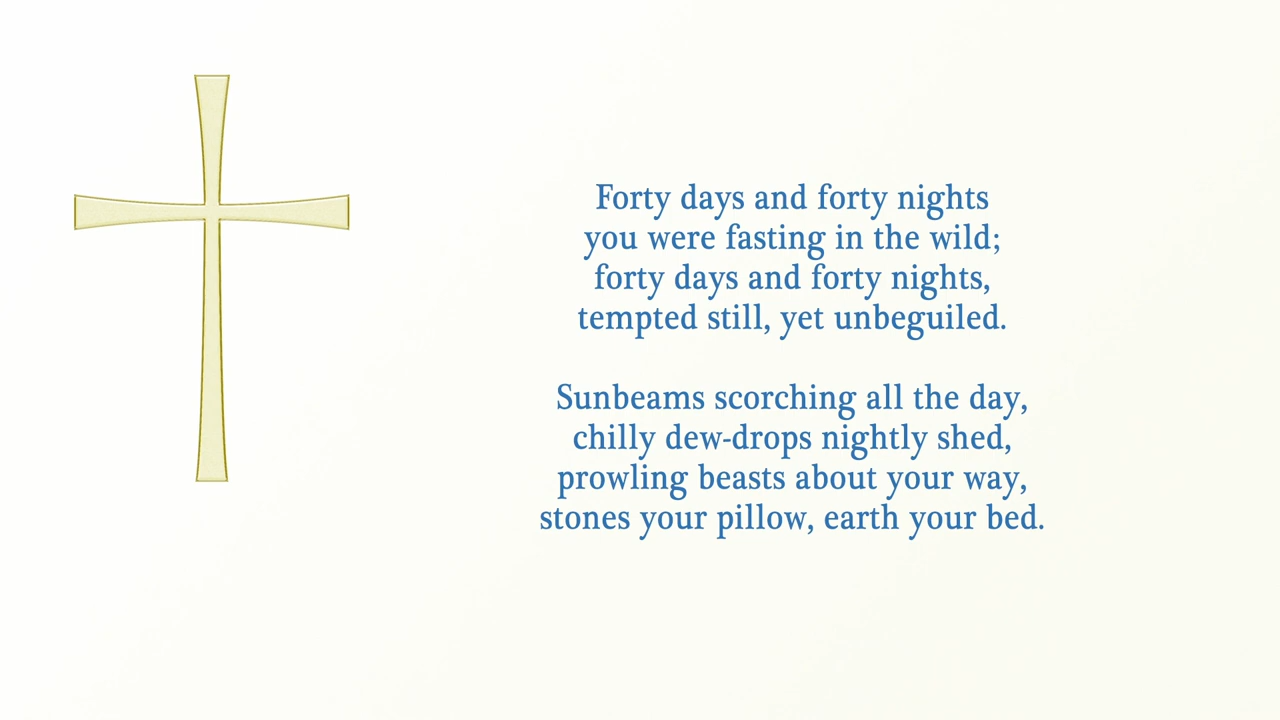 Forty days and forty nights
you were fasting in the wild;
forty days and forty nights,
tempted still, yet unbeguiled.
Sunbeams scorching all the day,
chilly dew-drops nightly shed,
prowling beasts about your way,
stones your pillow, earth your bed.